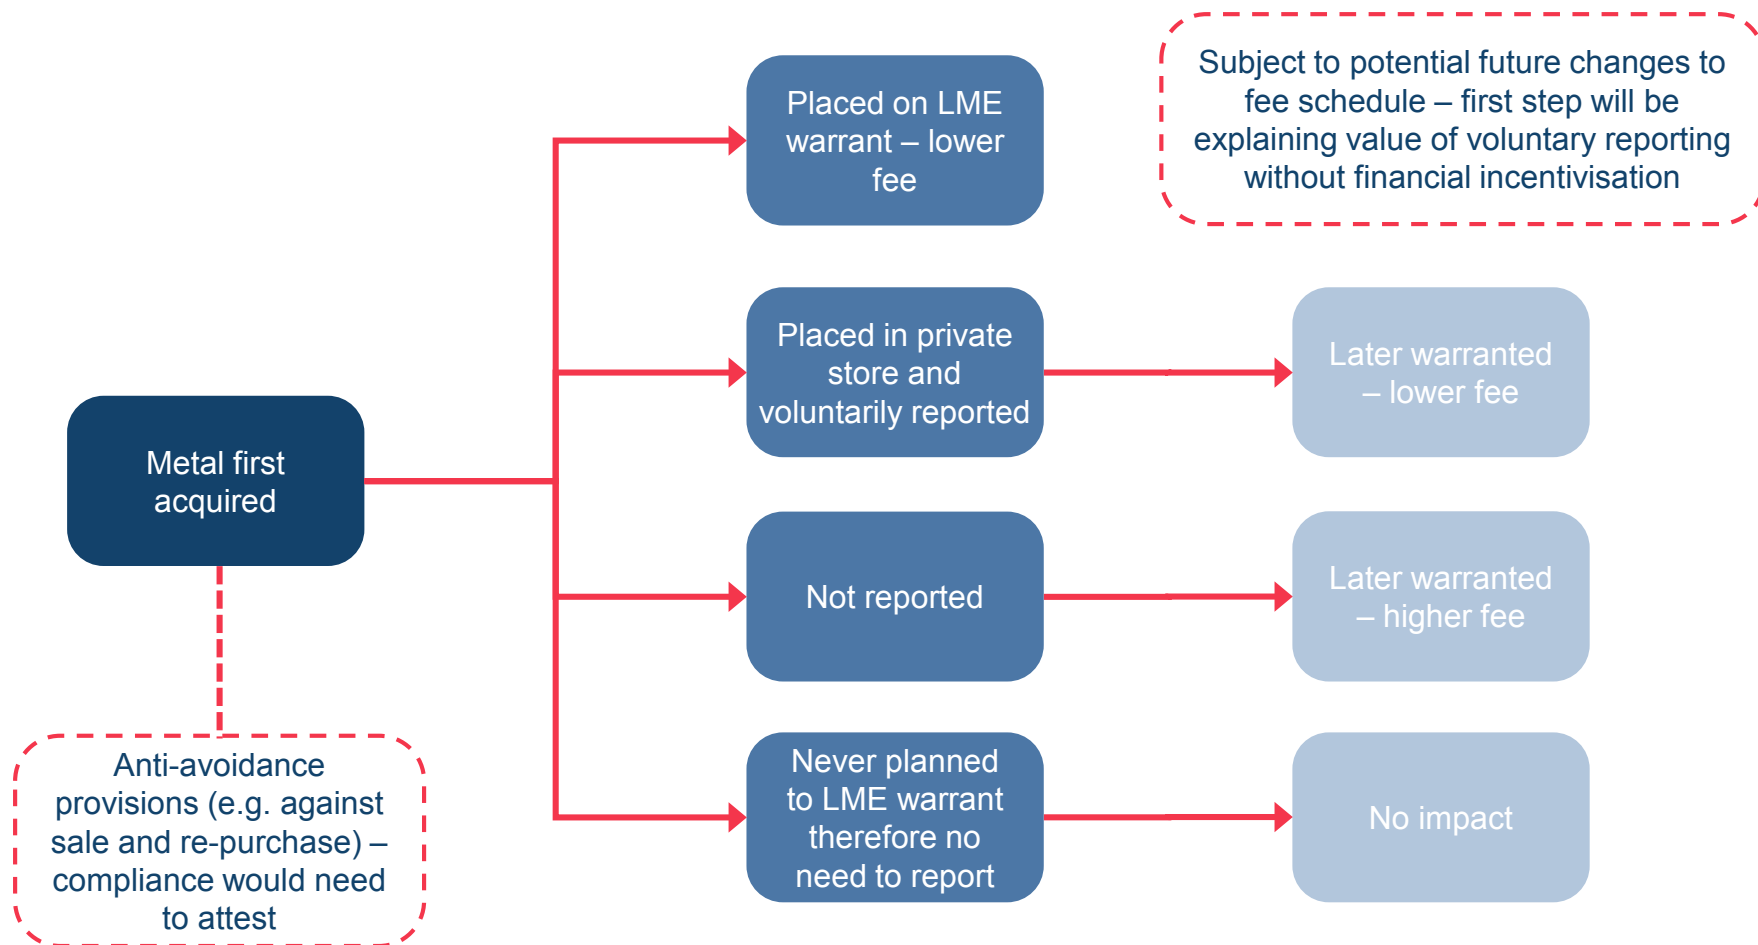 Placed on LME
warrant – lower
fee
Subject to potential future changes to
fee schedule – first step will be
explaining value of voluntary reporting
without financial incentivisation
Placed in private
store and
voluntarily reported
Later warranted
– lower fee
Metal first
acquired
Not reported
Later warranted
– higher fee
Anti-avoidance
provisions (e.g. against
sale and re-purchase) –
compliance would need
to attest
Never planned
to LME warrant
therefore no
need to report
No impact